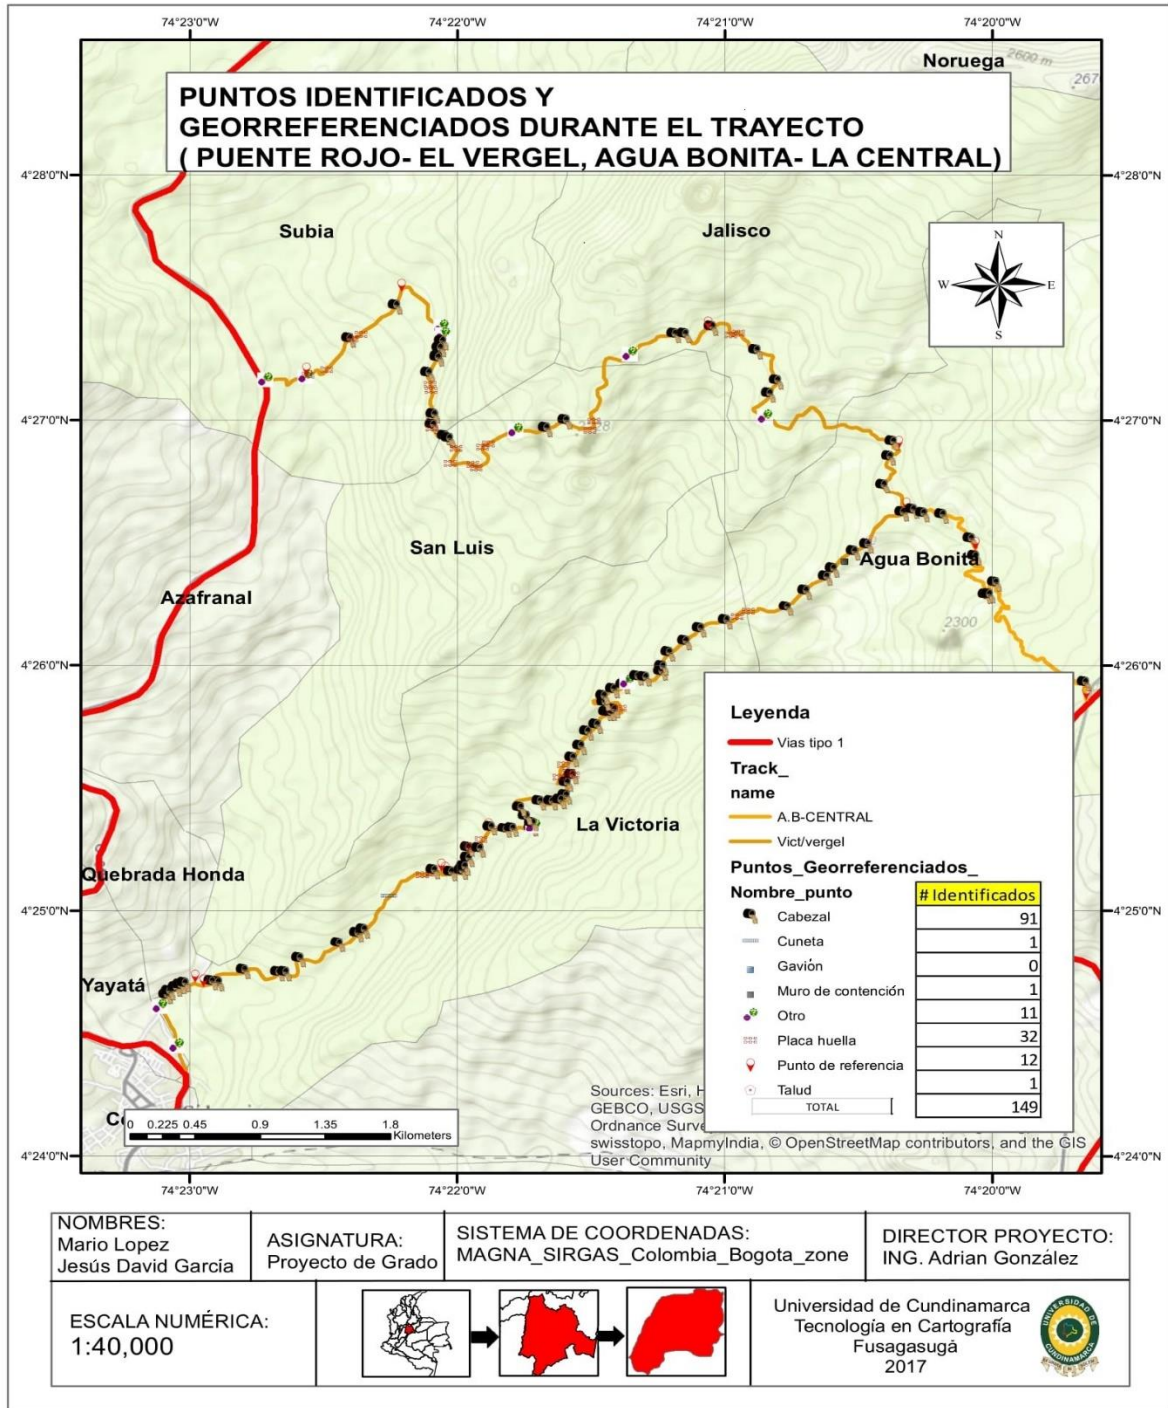 74°23'0"W
74°22'0"W
74°21'0"W
74°20'0"W
Noruega
2600 m
PUNTOS IDENTIFICADOS Y
GEORREFERENCIADOS DURANTE EL TRAYECTO
( PUENTE ROJO- EL VERGEL, AGUA BONITA- LA CENTRAL)
4°28'0"N
4°28'0"N
Subia
Jalisco
N
W
E
S
4°27'0"N
4°27'0"N
San Luis
Agua Bonita
Azafranal
2300
4°26'0"N
4°26'0"N
Leyenda
Vias tipo 1
Track_
name
A.B-CENTRAL
Vict/vergel
La Victoria
Quebrada Honda
Puntos_Georreferenciados_
Nombre_punto
# Identificados
Cabezal 91
Cuneta 1
Gavión 0
Muro de contención 1
Otro 11
Placa huella 32
Punto de referencia 12
Talud 1
TOTAL 149
4°25'0"N
4°25'0"N
Yayatá
Sources: Esri, H
GEBCO, USGS
Ordnance Surve
swisstopo, MapmyIndia, © OpenStreetMap contributors, and the GIS
User Community
0 0.225 0.45 0.9 1.35 1.8
Kilometers
4°24'0"N
4°24'0"N
74°23'0"W
74°22'0"W
74°21'0"W
74°20'0"W
NOMBRES:
Mario Lopez
Jesús David García
ASIGNATURA:
Proyecto de Grado
SISTEMA DE COORDENADAS:
MAGNA_SIRGAS_Colombia_Bogota_zone
DIRECTOR PROYECTO:
ING. Adrian González
ESCALA NUMÉRICA:
1:40,000
Universidad de Cundinamarca
Tecnología en Cartografía
Fusagasugá
2017
UNIVERSIDAD DE
CUNDINAMARCA